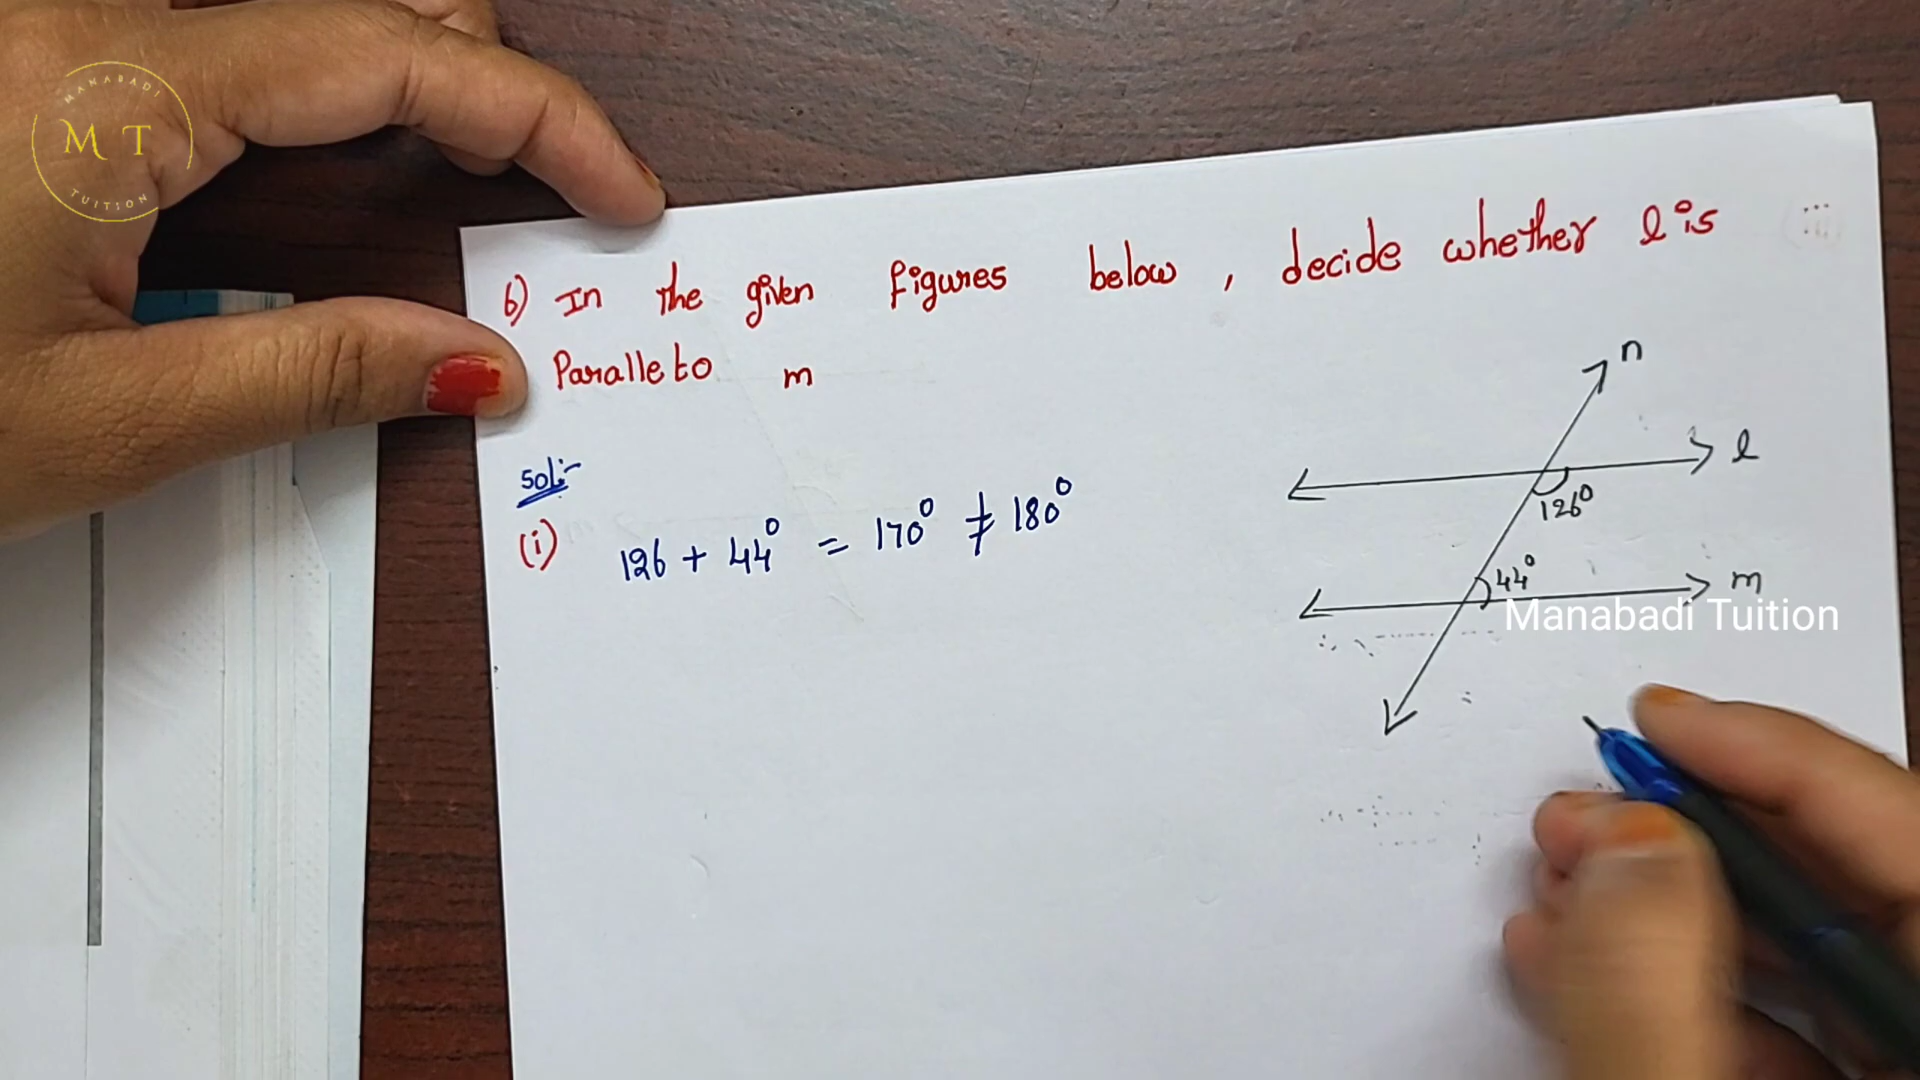 MANABADI
M T
TUITION
6) In the given figures below, decide whether l is
Paralle to m
Sol:-
(i) 126 + 44° = 170° ≠ 180°
n
l
126°
44°
m
Manabadi Tuition